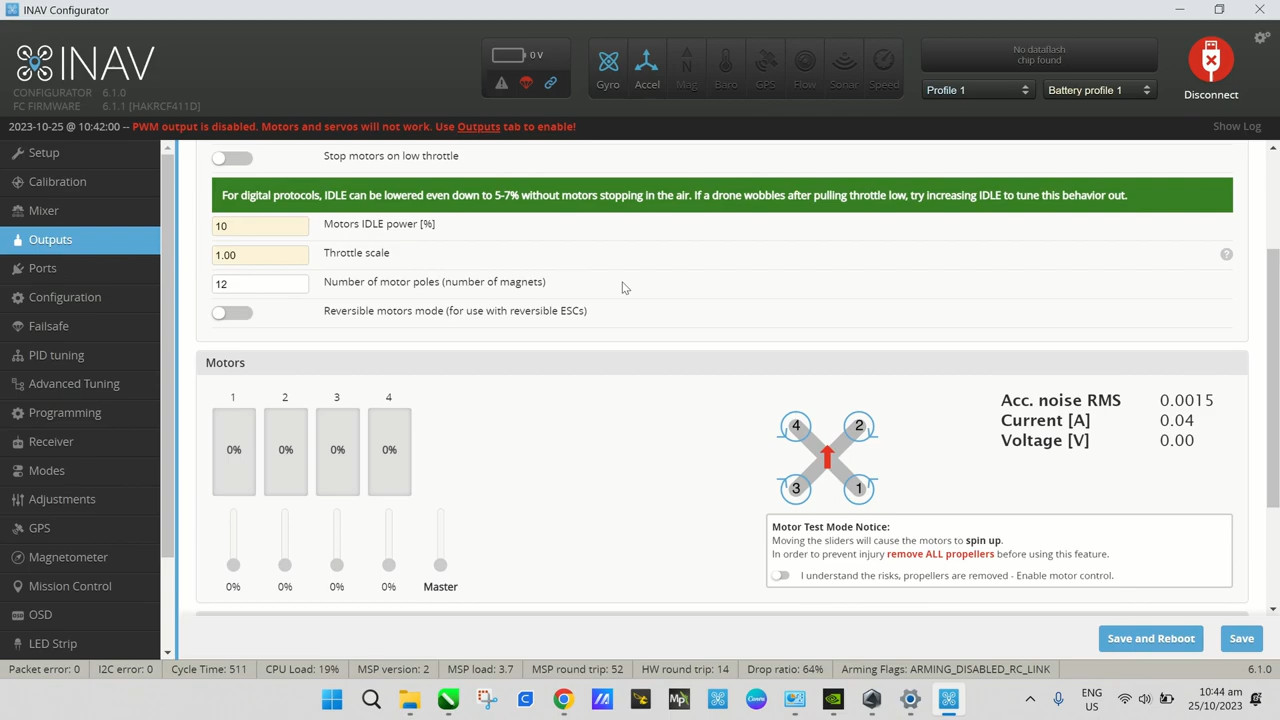 INAV Configurator
INAV
CONFIGURATOR 6.1.0
FC FIRMWARE 6.1.1 [HAKRCF411D]
0 V
Gyro Accel Mag Baro GPS Flow Sonar Speed
No dataflash
chip found
Profile 1
Battery profile 1
Disconnect
2023-10-25 @ 10:42:00 -- PWM output is disabled. Motors and servos will not work. Use Outputs tab to enable!
Show Log
Setup
Calibration
Mixer
Outputs
Ports
Configuration
Failsafe
PID tuning
Advanced Tuning
Programming
Receiver
Modes
Adjustments
GPS
Magnetometer
Mission Control
OSD
LED Strip
Stop motors on low throttle
For digital protocols, IDLE can be lowered even down to 5-7% without motors stopping in the air. If a drone wobbles after pulling throttle low, try increasing IDLE to tune this behavior out.
10 Motors IDLE power [%]
1.00 Throttle scale ?
12 Number of motor poles (number of magnets)
Reversible motors mode (for use with reversible ESCs)
Motors
1 2 3 4
0% 0% 0% 0%
0% 0% 0% 0% Master
4 2
3 1
Acc. noise RMS 0.0015
Current [A] 0.04
Voltage [V] 0.00
Motor Test Mode Notice:
Moving the sliders will cause the motors to spin up.
In order to prevent injury remove ALL propellers before using this feature.
I understand the risks, propellers are removed - Enable motor control.
Save and Reboot
Save
Packet error: 0 I2C error: 0 Cycle Time: 511 CPU Load: 19% MSP version: 2 MSP load: 3.7 MSP round trip: 52 HW round trip: 14 Drop ratio: 64% Arming Flags: ARMING_DISABLED_RC_LINK 6.1.0
ENG
US
10:44 am
25/10/2023